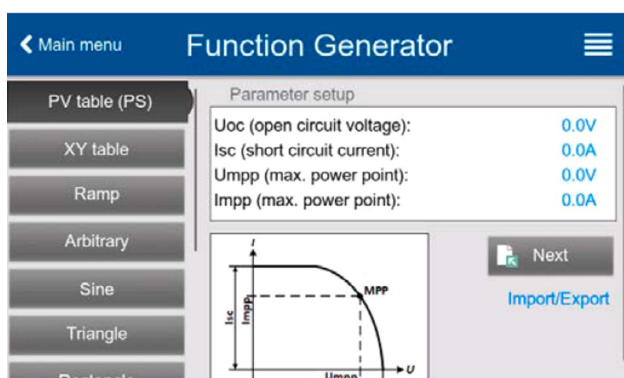 Main menu
Function Generator
PV table (PS)
XY table
Ramp
Arbitrary
Sine
Triangle
Rectangle
Parameter setup
Uoc (open circuit voltage): 0.0V
Isc (short circuit current): 0.0A
Umpp (max. power point): 0.0V
Impp (max. power point): 0.0A
I
MPP
Isc
Impp
Umpp
U
Next
Import/Export